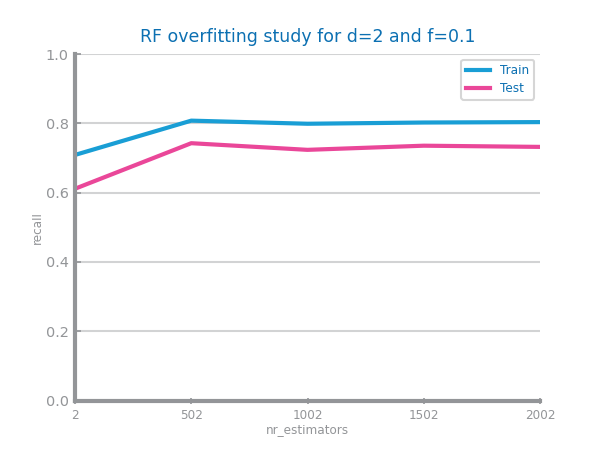 RF overfitting study for d=2 and f=0.1
1.0
Train
Test
0.8
0.6
recall
0.4
0.2
0.0
2 502 1002 1502 2002
nr_estimators